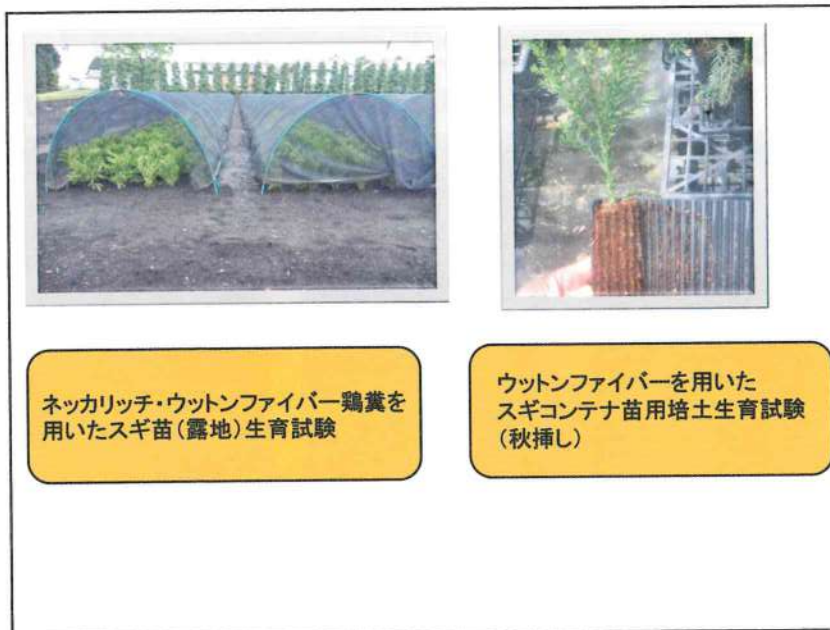 ネッカリッチ・ウットンファイバー鶏糞を
用いたスギ苗(露地)生育試験
ウットンファイバーを用いた
スギコンテナ苗用培土生育試験
(秋挿し)